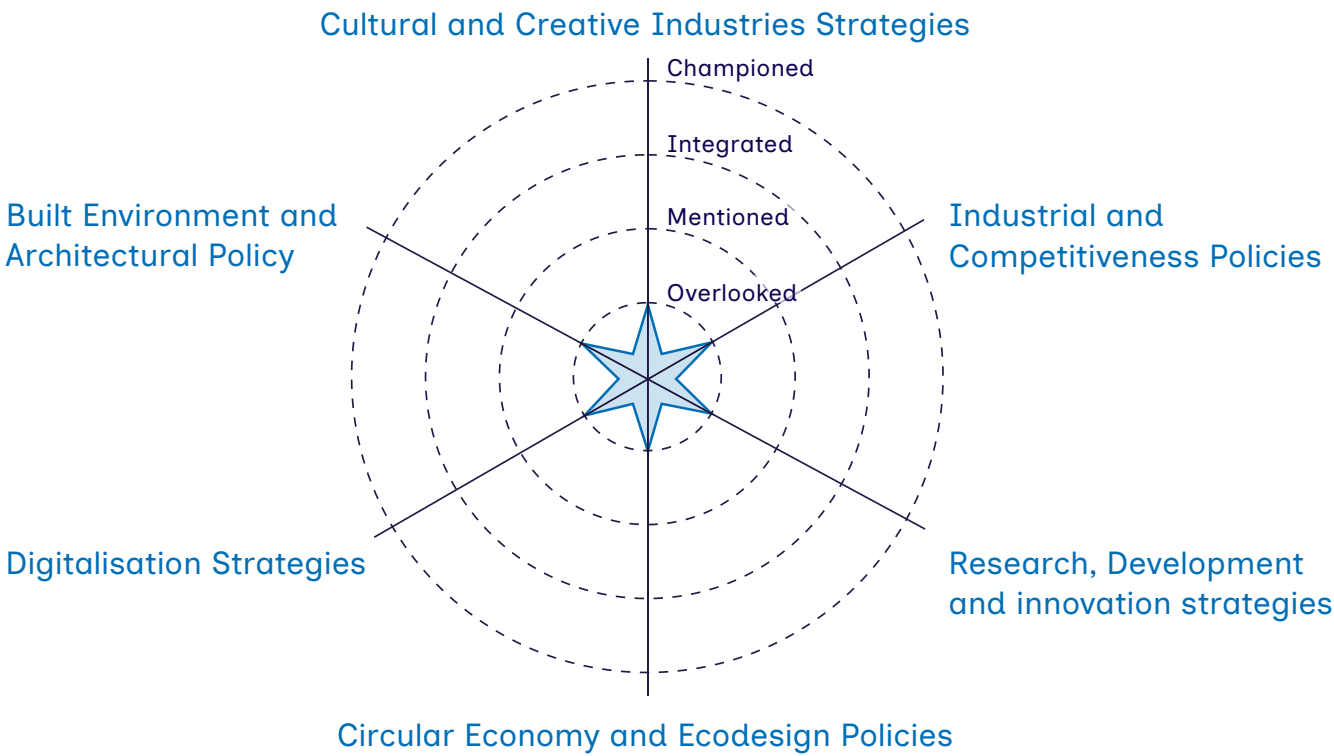 Cultural and Creative Industries Strategies
Championed
Integrated
Mentioned
Overlooked
Built Environment and
Architectural Policy
Industrial and
Competitiveness Policies
Digitalisation Strategies
Research, Development
and innovation strategies
Circular Economy and Ecodesign Policies